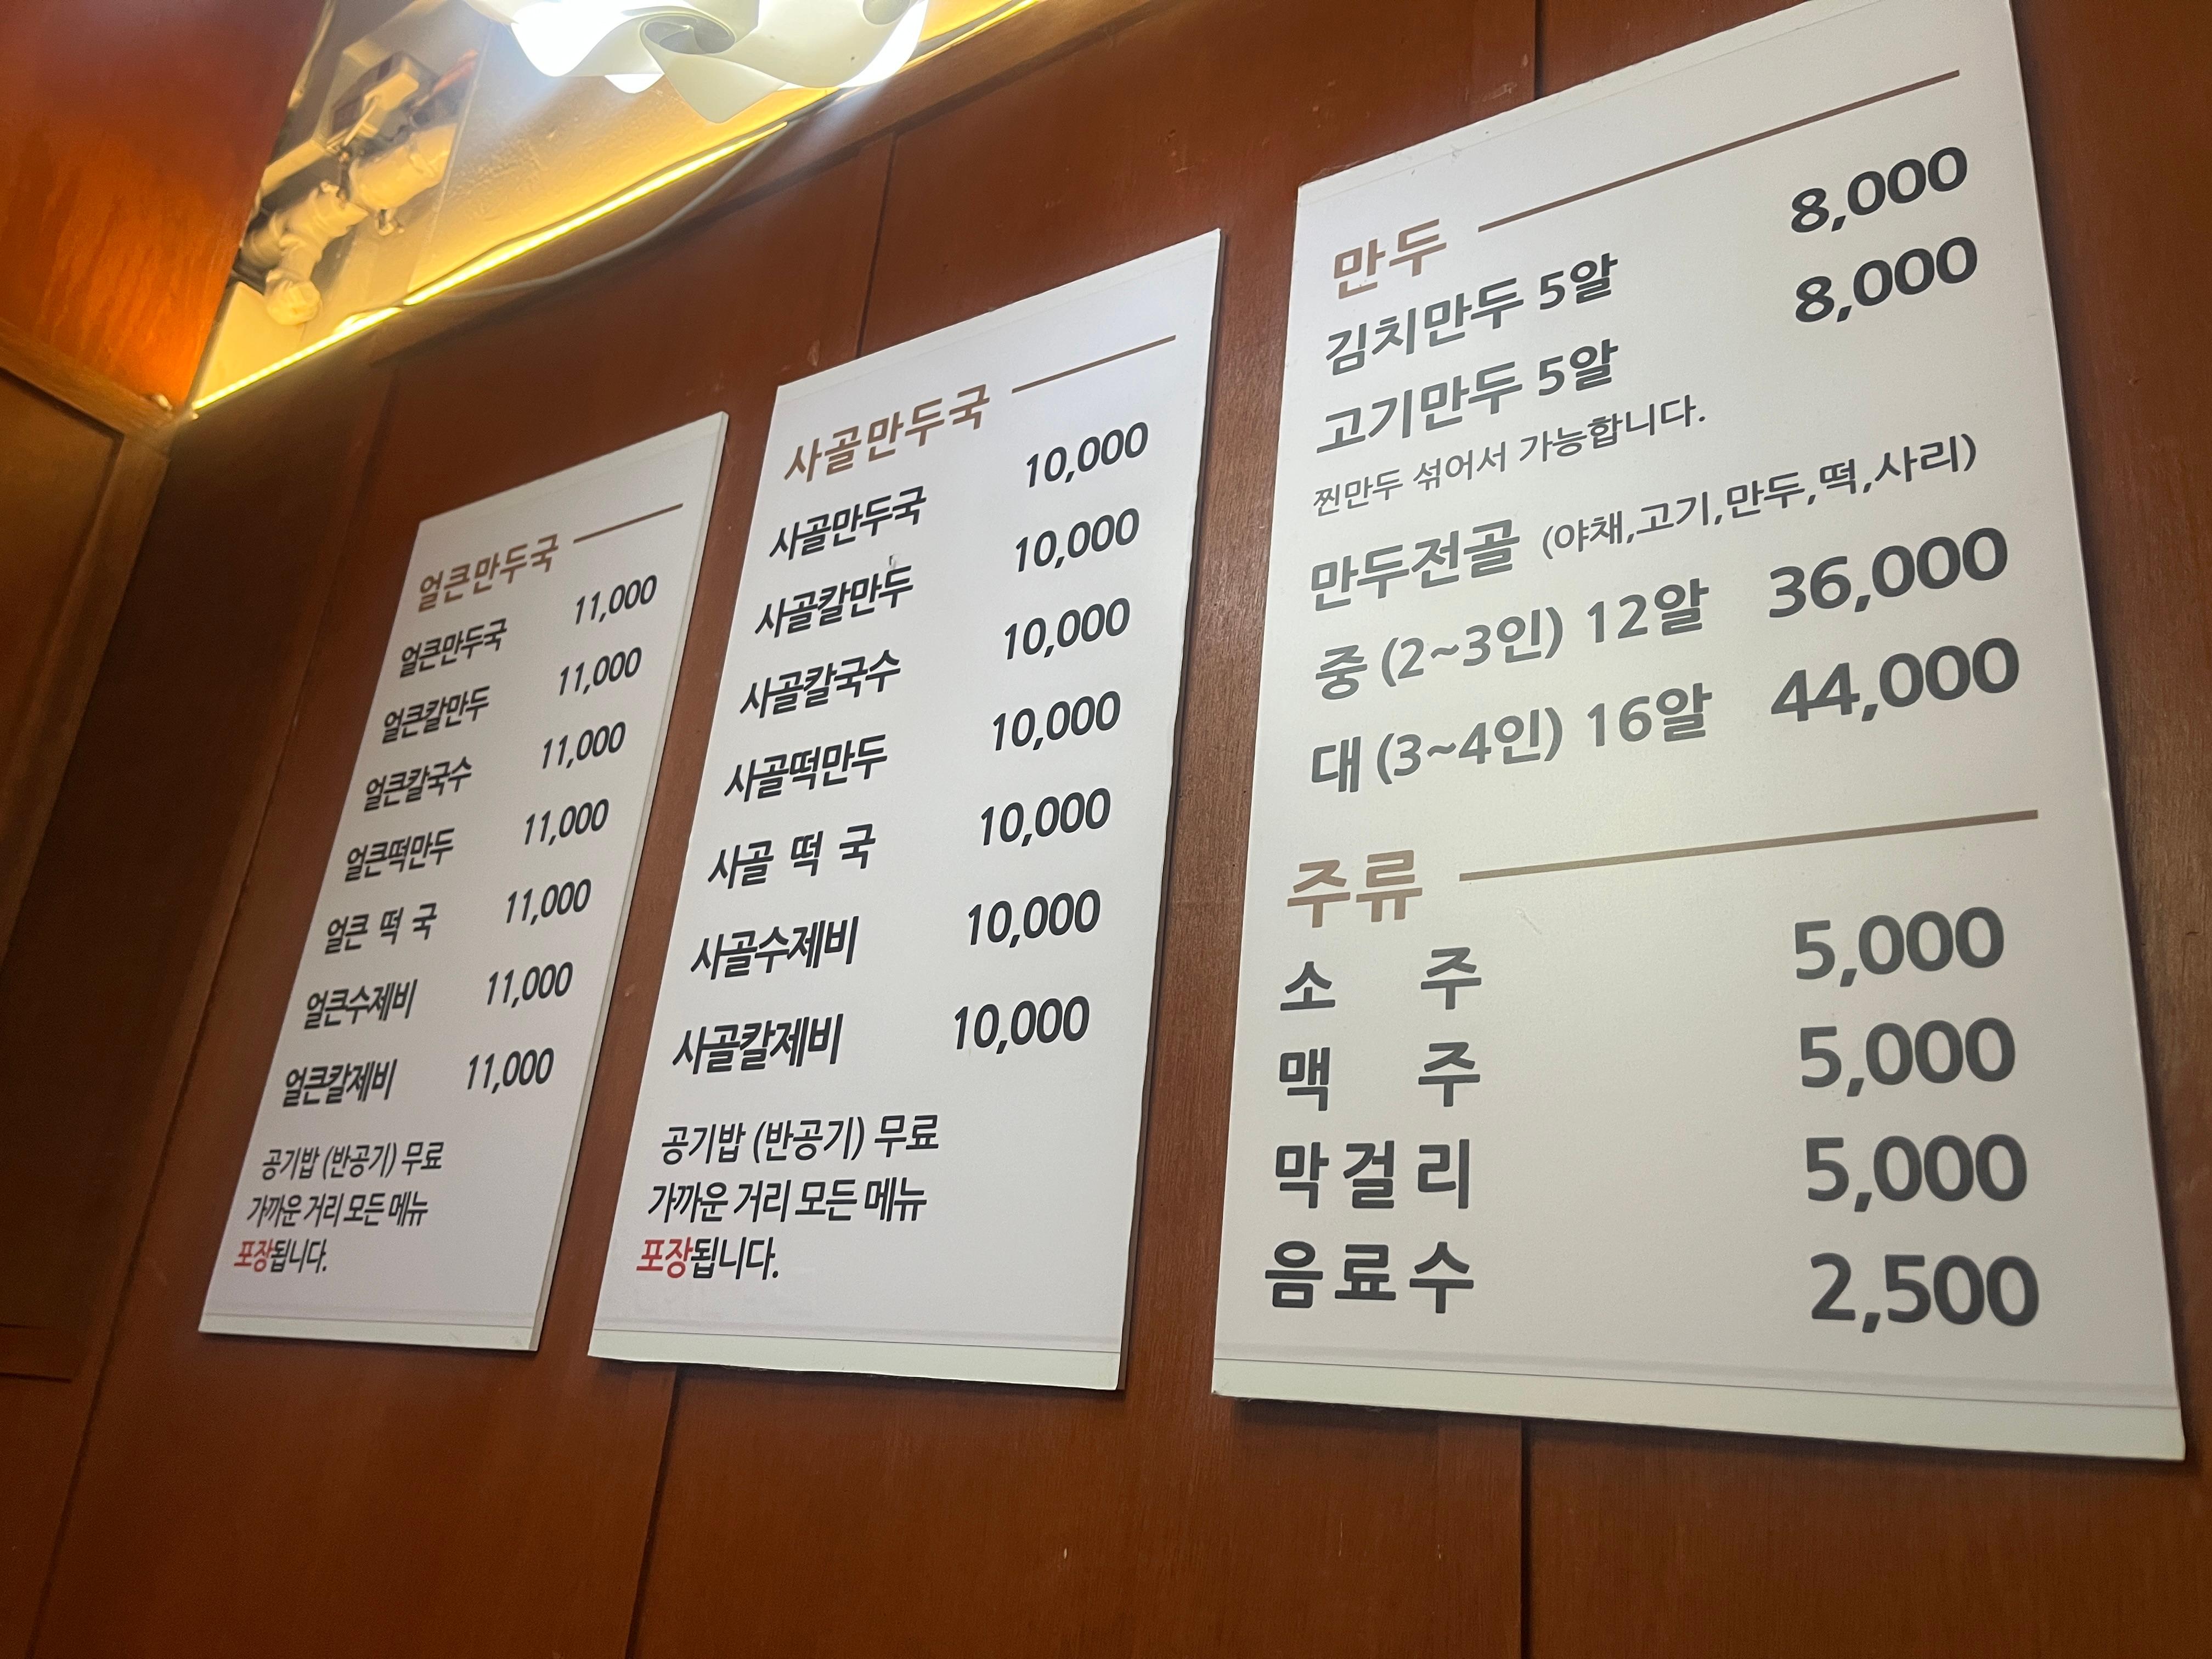 얼큰만두국
얼큰만두국 11,000
얼큰칼만두 11,000
얼큰칼국수 11,000
얼큰떡만두 11,000
얼큰 떡 국 11,000
얼큰수제비 11,000
얼큰칼제비 11,000
공기밥 (반공기) 무료
가까운 거리 모든 메뉴
포장됩니다.
사골만두국
사골만두국 10,000
사골칼만두 10,000
사골칼국수 10,000
사골떡만두 10,000
사골 떡 국 10,000
사골수제비 10,000
사골칼제비 10,000
공기밥 (반공기) 무료
가까운 거리 모든 메뉴
포장됩니다.
만두
김치만두 5알 8,000
고기만두 5알 8,000
찐만두 섞어서 가능합니다.
만두전골 (야채,고기,만두,떡,사리)
중 (2~3인) 12알 36,000
대 (3~4인) 16알 44,000
주류
소 주 5,000
맥 주 5,000
막걸리 5,000
음료수 2,500